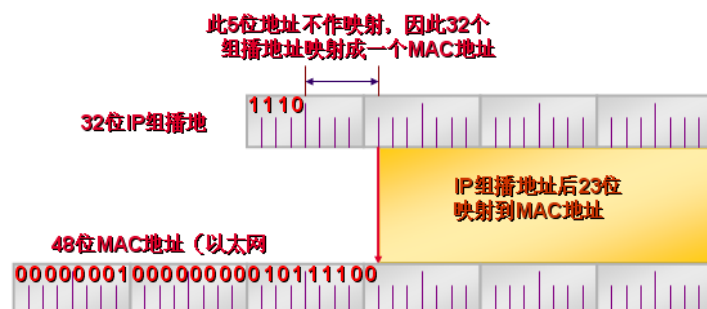 此5位地址不作映射，因此32个
组播地址映射成一个MAC地址
1110
32位IP组播地
IP组播地址后23位
映射到MAC地址
48位MAC地址（以太网
0000000100000000010111100